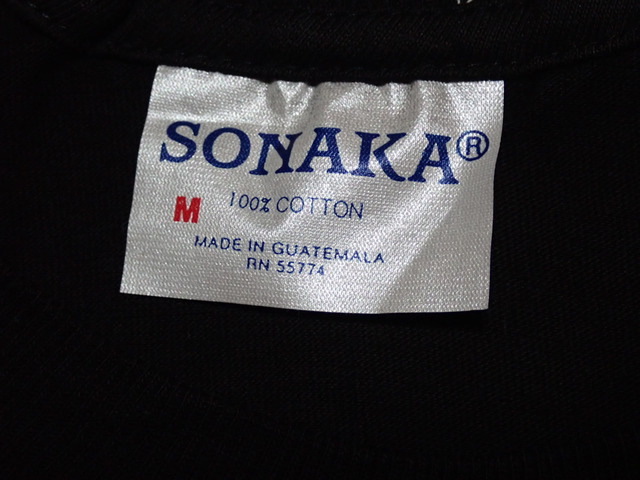 SONAKA®
M 100% COTTON
MADE IN GUATEMALA
RN 55774